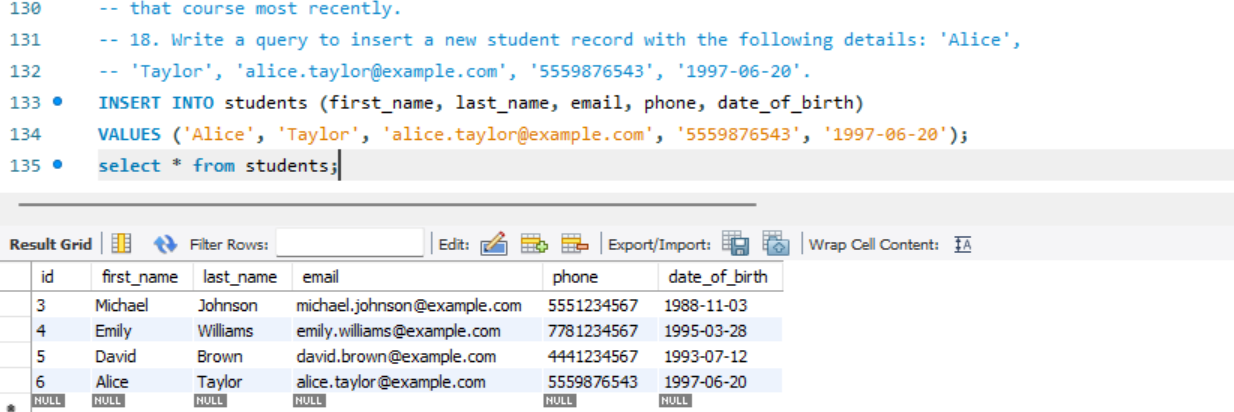 130 -- that course most recently.
131 -- 18. Write a query to insert a new student record with the following details: 'Alice',
132 -- 'Taylor', 'alice.taylor@example.com', '5559876543', '1997-06-20'.
133 INSERT INTO students (first_name, last_name, email, phone, date_of_birth)
134 VALUES ('Alice', 'Taylor', 'alice.taylor@example.com', '5559876543', '1997-06-20');
135 select * from students;
Result Grid Filter Rows: Edit: Export/Import: Wrap Cell Content: IA
id first_name last_name email phone date_of_birth
3 Michael Johnson michael.johnson@example.com 5551234567 1988-11-03
4 Emily Williams emily.williams@example.com 7781234567 1995-03-28
5 David Brown david.brown@example.com 4441234567 1993-07-12
6 Alice Taylor alice.taylor@example.com 5559876543 1997-06-20
* NULL NULL NULL NULL NULL NULL